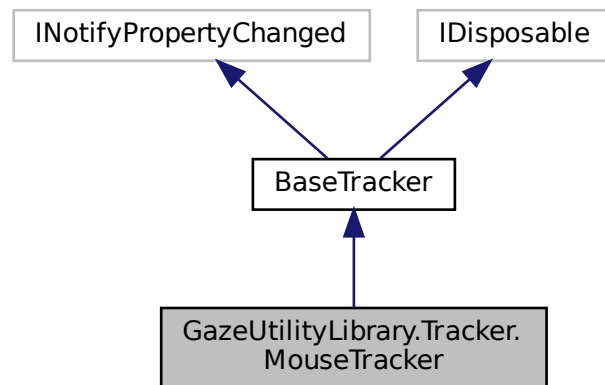 INotifyPropertyChanged
IDisposable
BaseTracker
GazeUtilityLibrary.Tracker.
MouseTracker